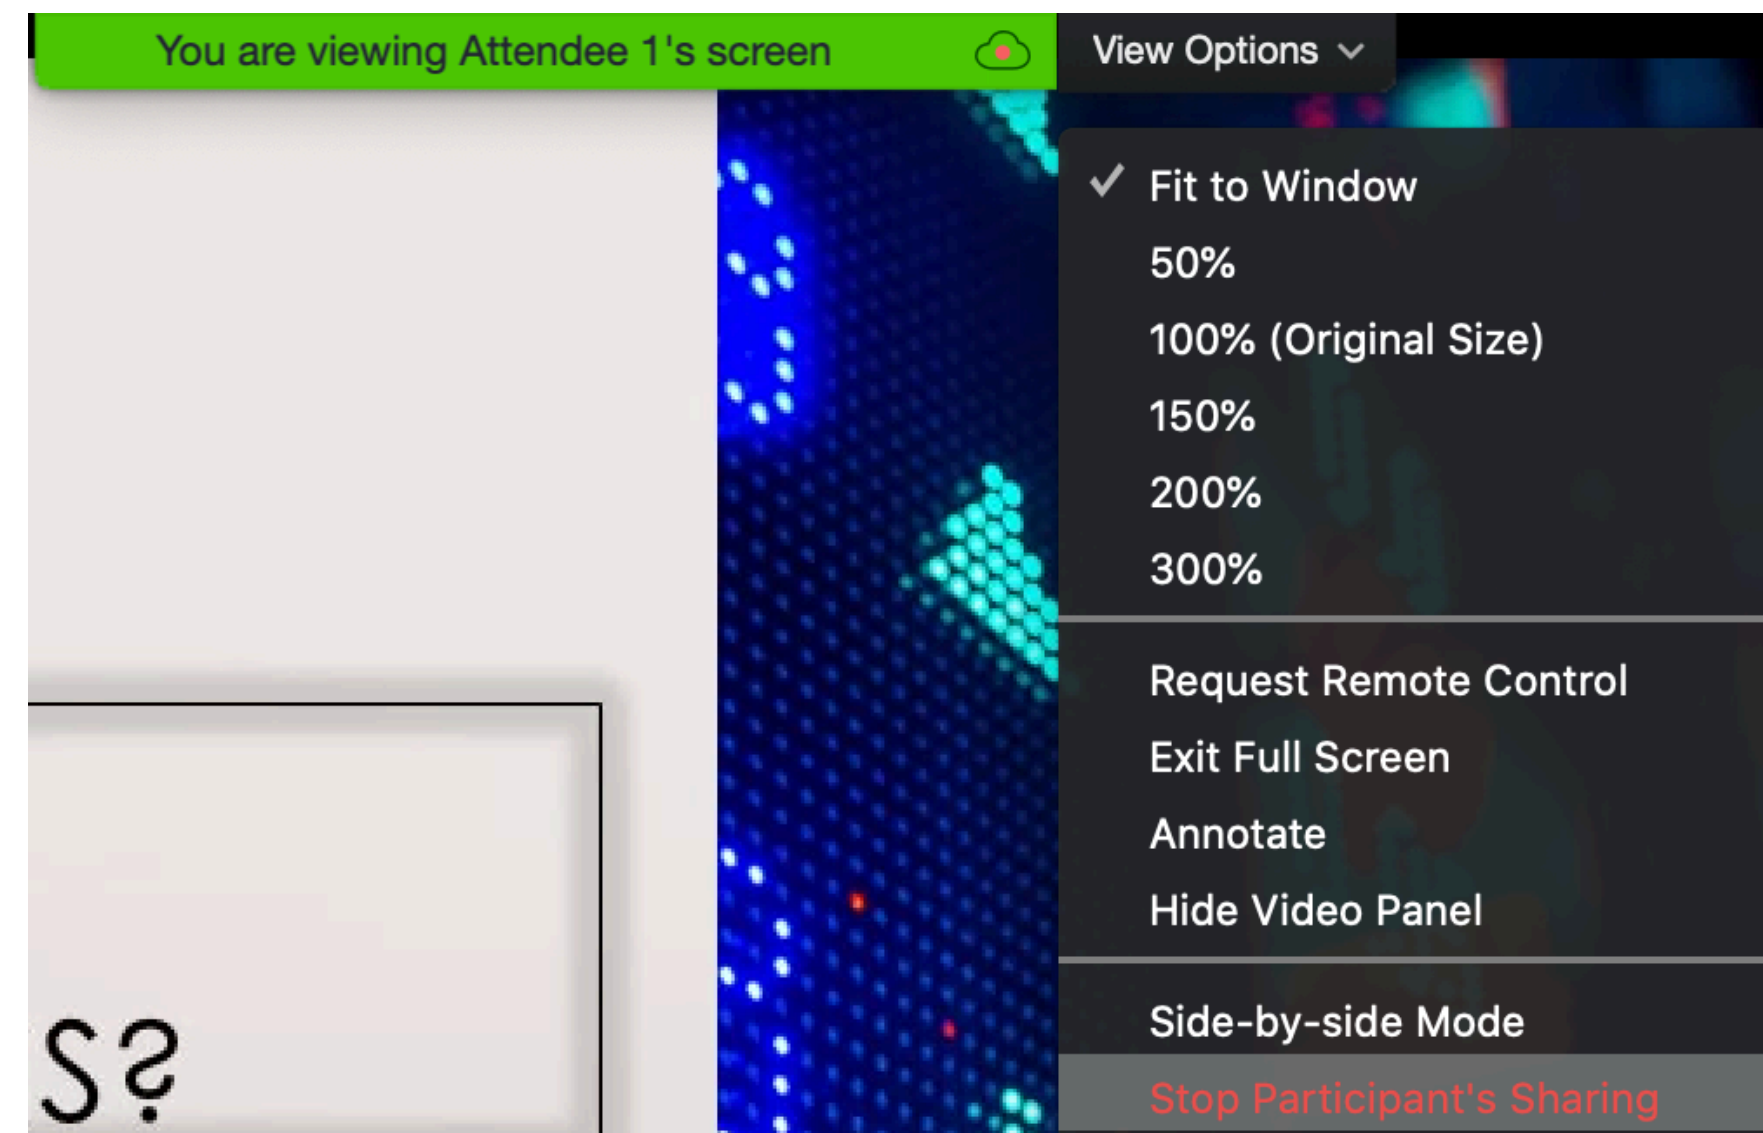 You are viewing Attendee 1's screen
View Options
Fit to Window
50%
100% (Original Size)
150%
200%
300%
Request Remote Control
Exit Full Screen
Annotate
Hide Video Panel
Side-by-side Mode
Stop Participant's Sharing